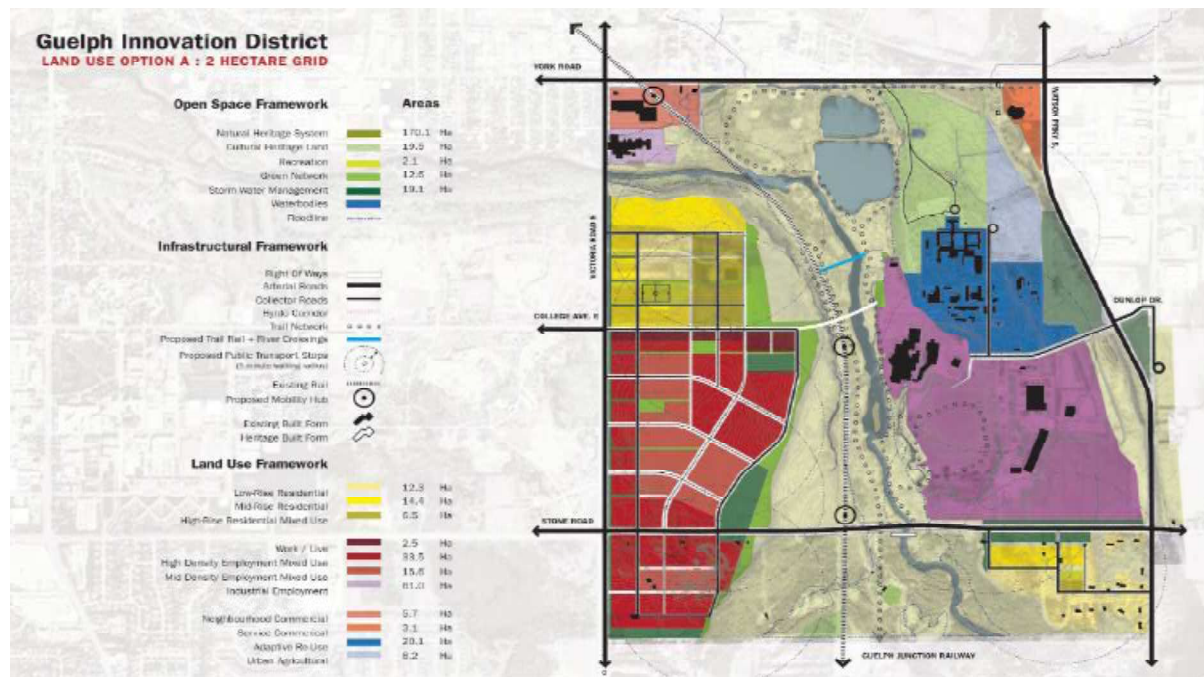 Guelph Innovation District
LAND USE OPTION A : 2 HECTARE GRID
Open Space Framework Areas
Natural Heritage System 170.1 Ha
Cultural Heritage Land 19.5 Ha
Recreation 2.1 Ha
Green Network 12.6 Ha
Storm Water Management 19.1 Ha
Waterbodies
Floodline
Infrastructural Framework
Right Of Ways
Arterial Roads
Collector Roads
Hydro Corridor
Trail Network
Proposed Trail Rail + River Crossings
Proposed Public Transport Stops
(5 minute walking radius)
Existing Rail
Proposed Mobility Hub
Existing Built Form
Heritage Built Form
Land Use Framework
Low-Rise Residential 12.3 Ha
Mid-Rise Residential 14.4 Ha
High-Rise Residential Mixed Use 6.5 Ha
Work / Live 2.5 Ha
High Density Employment Mixed Use 33.5 Ha
Mid Density Employment Mixed Use 15.6 Ha
Industrial Employment 61.0 Ha
Neighbourhood Commercial 5.7 Ha
Service Commercial 3.1 Ha
Adaptive Re-Use 20.1 Ha
Urban Agricultural 8.2 Ha
YORK ROAD
VICTORIA ROAD S
COLLEGE AVE. E
DUNLOP DR.
STONE ROAD
GUELPH JUNCTION RAILWAY